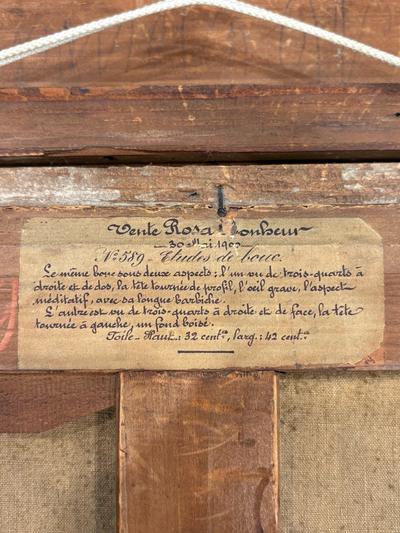 Vente Rosa Bonheur
30 Mai 1900
No 589 Etudes de bouc.
Le même bouc sous deux aspects; l'un vu de trois-quarts à
droite et de dos, la tête tournée de profil, l'œil grave, l'aspect
méditatif, avec sa longue barbiche.
L'autre est vu de trois-quarts à droite et de face, la tête
tournée à gauche, un fond boisé.
Toile - Haut.: 32 cent.s, larg.: 42 cent.s